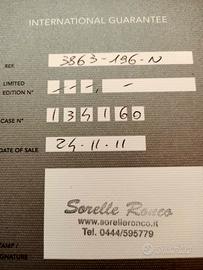 INTERNATIONAL GUARANTEE
REF. 3863-196-N
LIMITED
EDITION N° ---, -
CASE N° 134160
DATE OF SALE 24.11.11
Sorelle Ronco
www.sorelleronco.it
Tel. 0444/595779
STAMP /
SIGNATURE